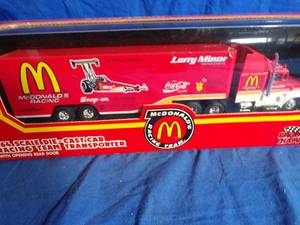 McDONALD'S
RACING
Larry Minor
Snap-on
Coca-Cola
1/64 SCALE DIE-CAST CAB
RACING TEAM TRANSPORTER
WITH OPENING REAR DOOR
McDONALD'S
RACING TEAM
RACING